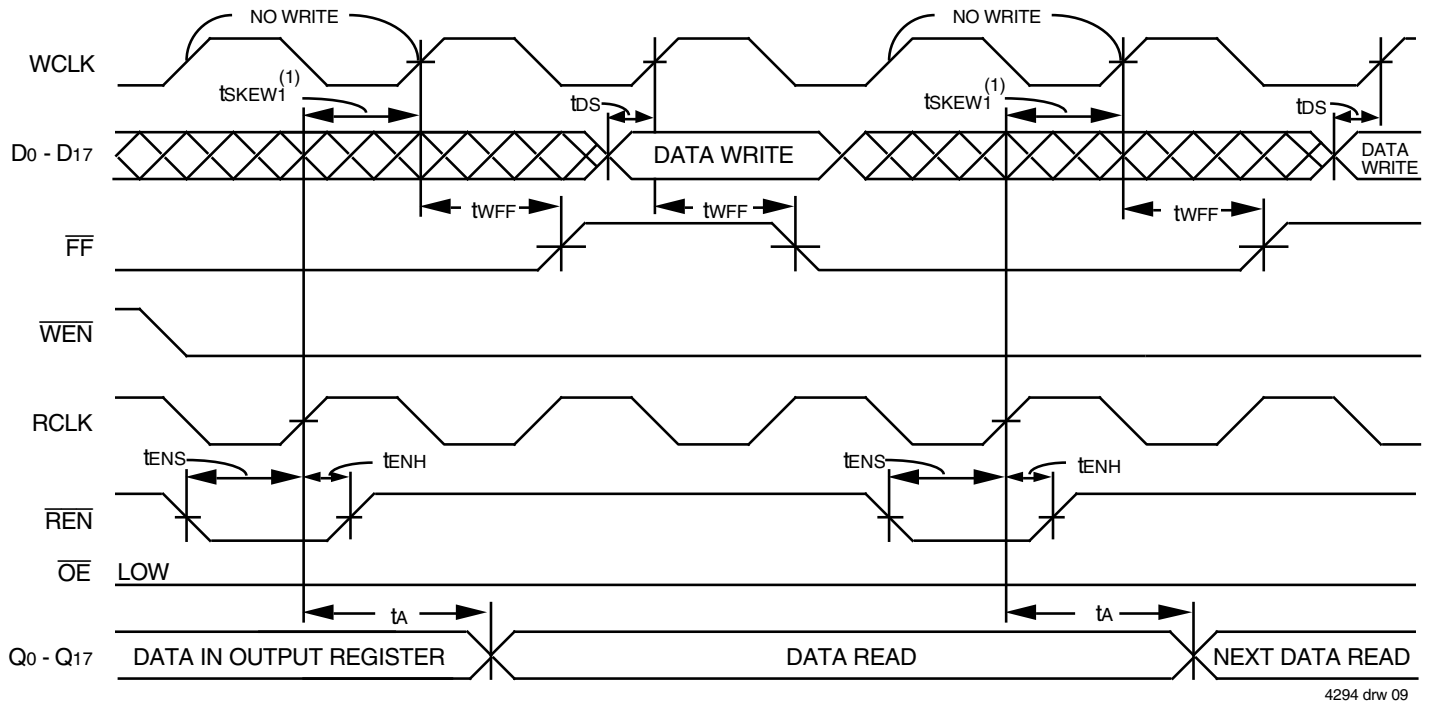 NO WRITE NO WRITE
WCLK
tSKEW1(1) tDS tSKEW1(1) tDS
D0 - D17 DATA WRITE DATA WRITE
tWFF tWFF tWFF
FF
WEN
RCLK
tENS tENH tENS tENH
REN
OE LOW
tA tA
Q0 - Q17 DATA IN OUTPUT REGISTER DATA READ NEXT DATA READ
4294 drw 09